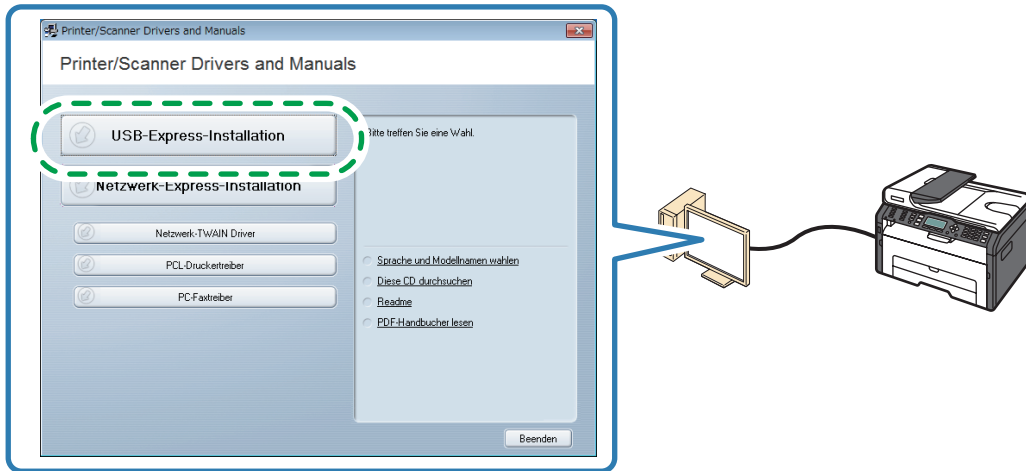 Printer/Scanner Drivers and Manuals
Printer/Scanner Drivers and Manuals
USB-Express-Installation
Bitte treffen Sie eine Wahl.
Netzwerk-Express-Installation
Netzwerk-TWAIN Driver
PCL-Druckertreiber
PC-Faxtreiber
Sprache und Modellnamen wahlen
Diese CD durchsuchen
Readme
PDF-Handbucher lesen
Beenden